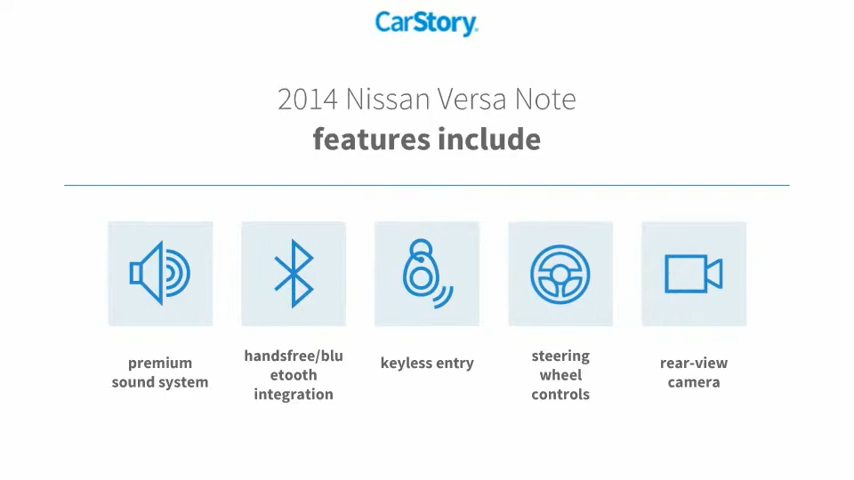 CarStory.
2014 Nissan Versa Note
features include
premium
sound system
handsfree/blu
etooth
integration
keyless entry
steering
wheel
controls
rear-view
camera